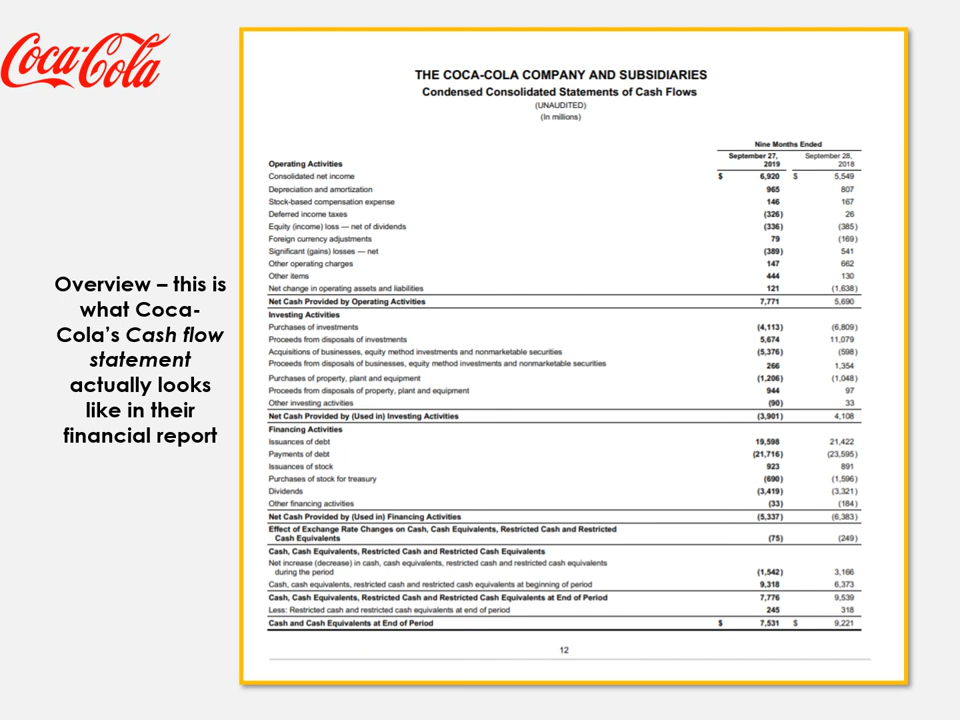 Coca-Cola
Overview – this is
what Coca-
Cola's Cash flow
statement
actually looks
like in their
financial report
THE COCA-COLA COMPANY AND SUBSIDIARIES
Condensed Consolidated Statements of Cash Flows
(UNAUDITED)
(In millions)
Nine Months Ended
September 27, September 28,
Operating Activities 2019 2018
Consolidated net income $ 6,920 $ 5,549
Depreciation and amortization 965 807
Stock-based compensation expense 146 167
Deferred income taxes (326) 26
Equity (income) loss — net of dividends (336) (385)
Foreign currency adjustments 79 (169)
Significant (gains) losses — net (389) 541
Other operating charges 147 662
Other items 444 130
Net change in operating assets and liabilities 121 (1,638)
Net Cash Provided by Operating Activities 7,771 5,690
Investing Activities
Purchases of investments (4,113) (6,809)
Proceeds from disposals of investments 5,674 11,079
Acquisitions of businesses, equity method investments and nonmarketable securities (5,376) (598)
Proceeds from disposals of businesses, equity method investments and nonmarketable securities 266 1,354
Purchases of property, plant and equipment (1,206) (1,048)
Proceeds from disposals of property, plant and equipment 944 97
Other investing activities (90) 33
Net Cash Provided by (Used in) Investing Activities (3,901) 4,108
Financing Activities
Issuances of debt 19,598 21,422
Payments of debt (21,716) (23,595)
Issuances of stock 923 891
Purchases of stock for treasury (690) (1,596)
Dividends (3,419) (3,321)
Other financing activities (33) (184)
Net Cash Provided by (Used in) Financing Activities (5,337) (6,383)
Effect of Exchange Rate Changes on Cash, Cash Equivalents, Restricted Cash and Restricted
Cash Equivalents (75) (249)
Cash, Cash Equivalents, Restricted Cash and Restricted Cash Equivalents
Net increase (decrease) in cash, cash equivalents, restricted cash and restricted cash equivalents
during the period (1,542) 3,166
Cash, cash equivalents, restricted cash and restricted cash equivalents at beginning of period 9,318 6,373
Cash, Cash Equivalents, Restricted Cash and Restricted Cash Equivalents at End of Period 7,776 9,539
Less: Restricted cash and restricted cash equivalents at end of period 245 318
Cash and Cash Equivalents at End of Period $ 7,531 $ 9,221
12